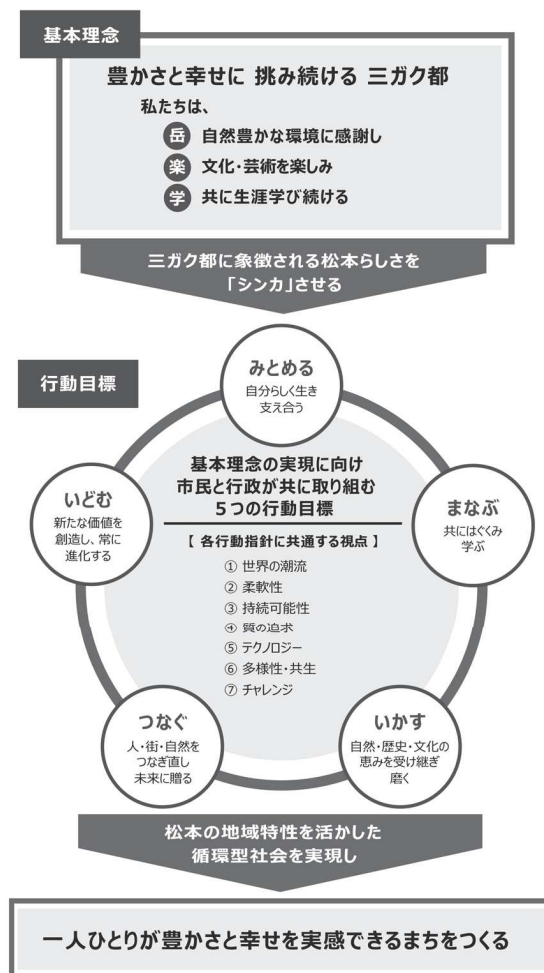 基本理念
豊かさと幸せに 挑み続ける 三ガク都
私たちは、
岳 自然豊かな環境に感謝し
楽 文化・芸術を楽しみ
学 共に生涯学び続ける
三ガク都に象徴される松本らしさを
「シンカ」させる
行動目標
みとめる
自分らしく生き
支え合う
いどむ
新たな価値を
創造し、常に
進化する
基本理念の実現に向け
市民と行政が共に取り組む
5つの行動目標
【 各行動指針に共通する視点 】
① 世界の潮流
② 柔軟性
③ 持続可能性
④ 質の追求
⑤ テクノロジー
⑥ 多様性・共生
⑦ チャレンジ
まなぶ
共にはぐくみ
学ぶ
つなぐ
人・街・自然を
つなぎ直し
未来に贈る
いかす
自然・歴史・文化の
恵みを受け継ぎ
磨く
松本の地域特性を活かした
循環型社会を実現し
一人ひとりが豊かさと幸せを実感できるまちをつくる